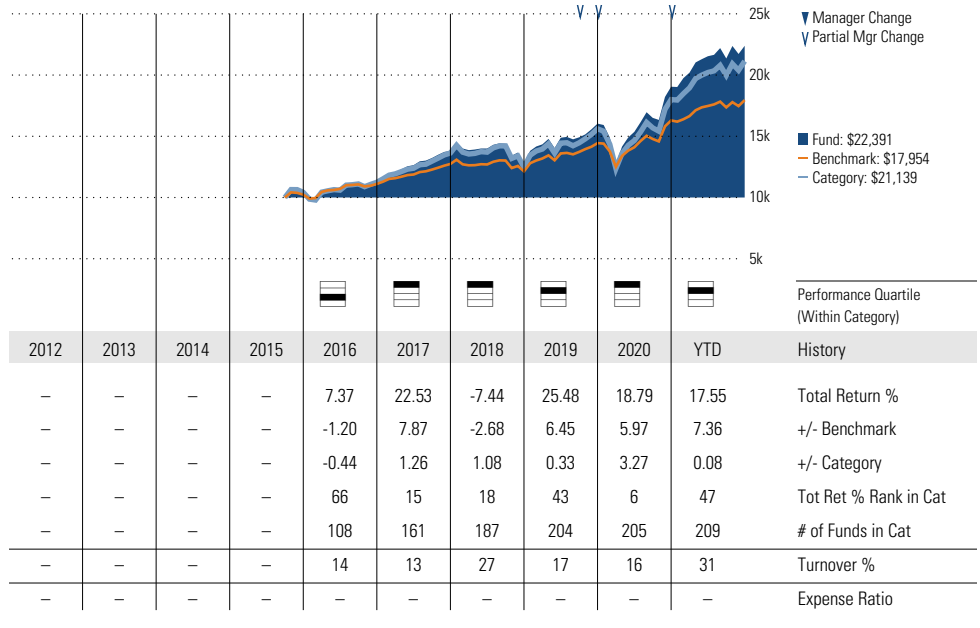 25k
▼ Manager Change
Partial Mgr Change
20k
15k
Fund: $22,391
Benchmark: $17,954
Category: $21,139
10k
5k
Performance Quartile
(Within Category)
2012 2013 2014 2015 2016 2017 2018 2019 2020 YTD History
– – – – 7.37 22.53 -7.44 25.48 18.79 17.55 Total Return %
– – – – -1.20 7.87 -2.68 6.45 5.97 7.36 +/- Benchmark
– – – – -0.44 1.26 1.08 0.33 3.27 0.08 +/- Category
– – – – 66 15 18 43 6 47 Tot Ret % Rank in Cat
– – – – 108 161 187 204 205 209 # of Funds in Cat
– – – – 14 13 27 17 16 31 Turnover %
– – – – – – – – – – Expense Ratio